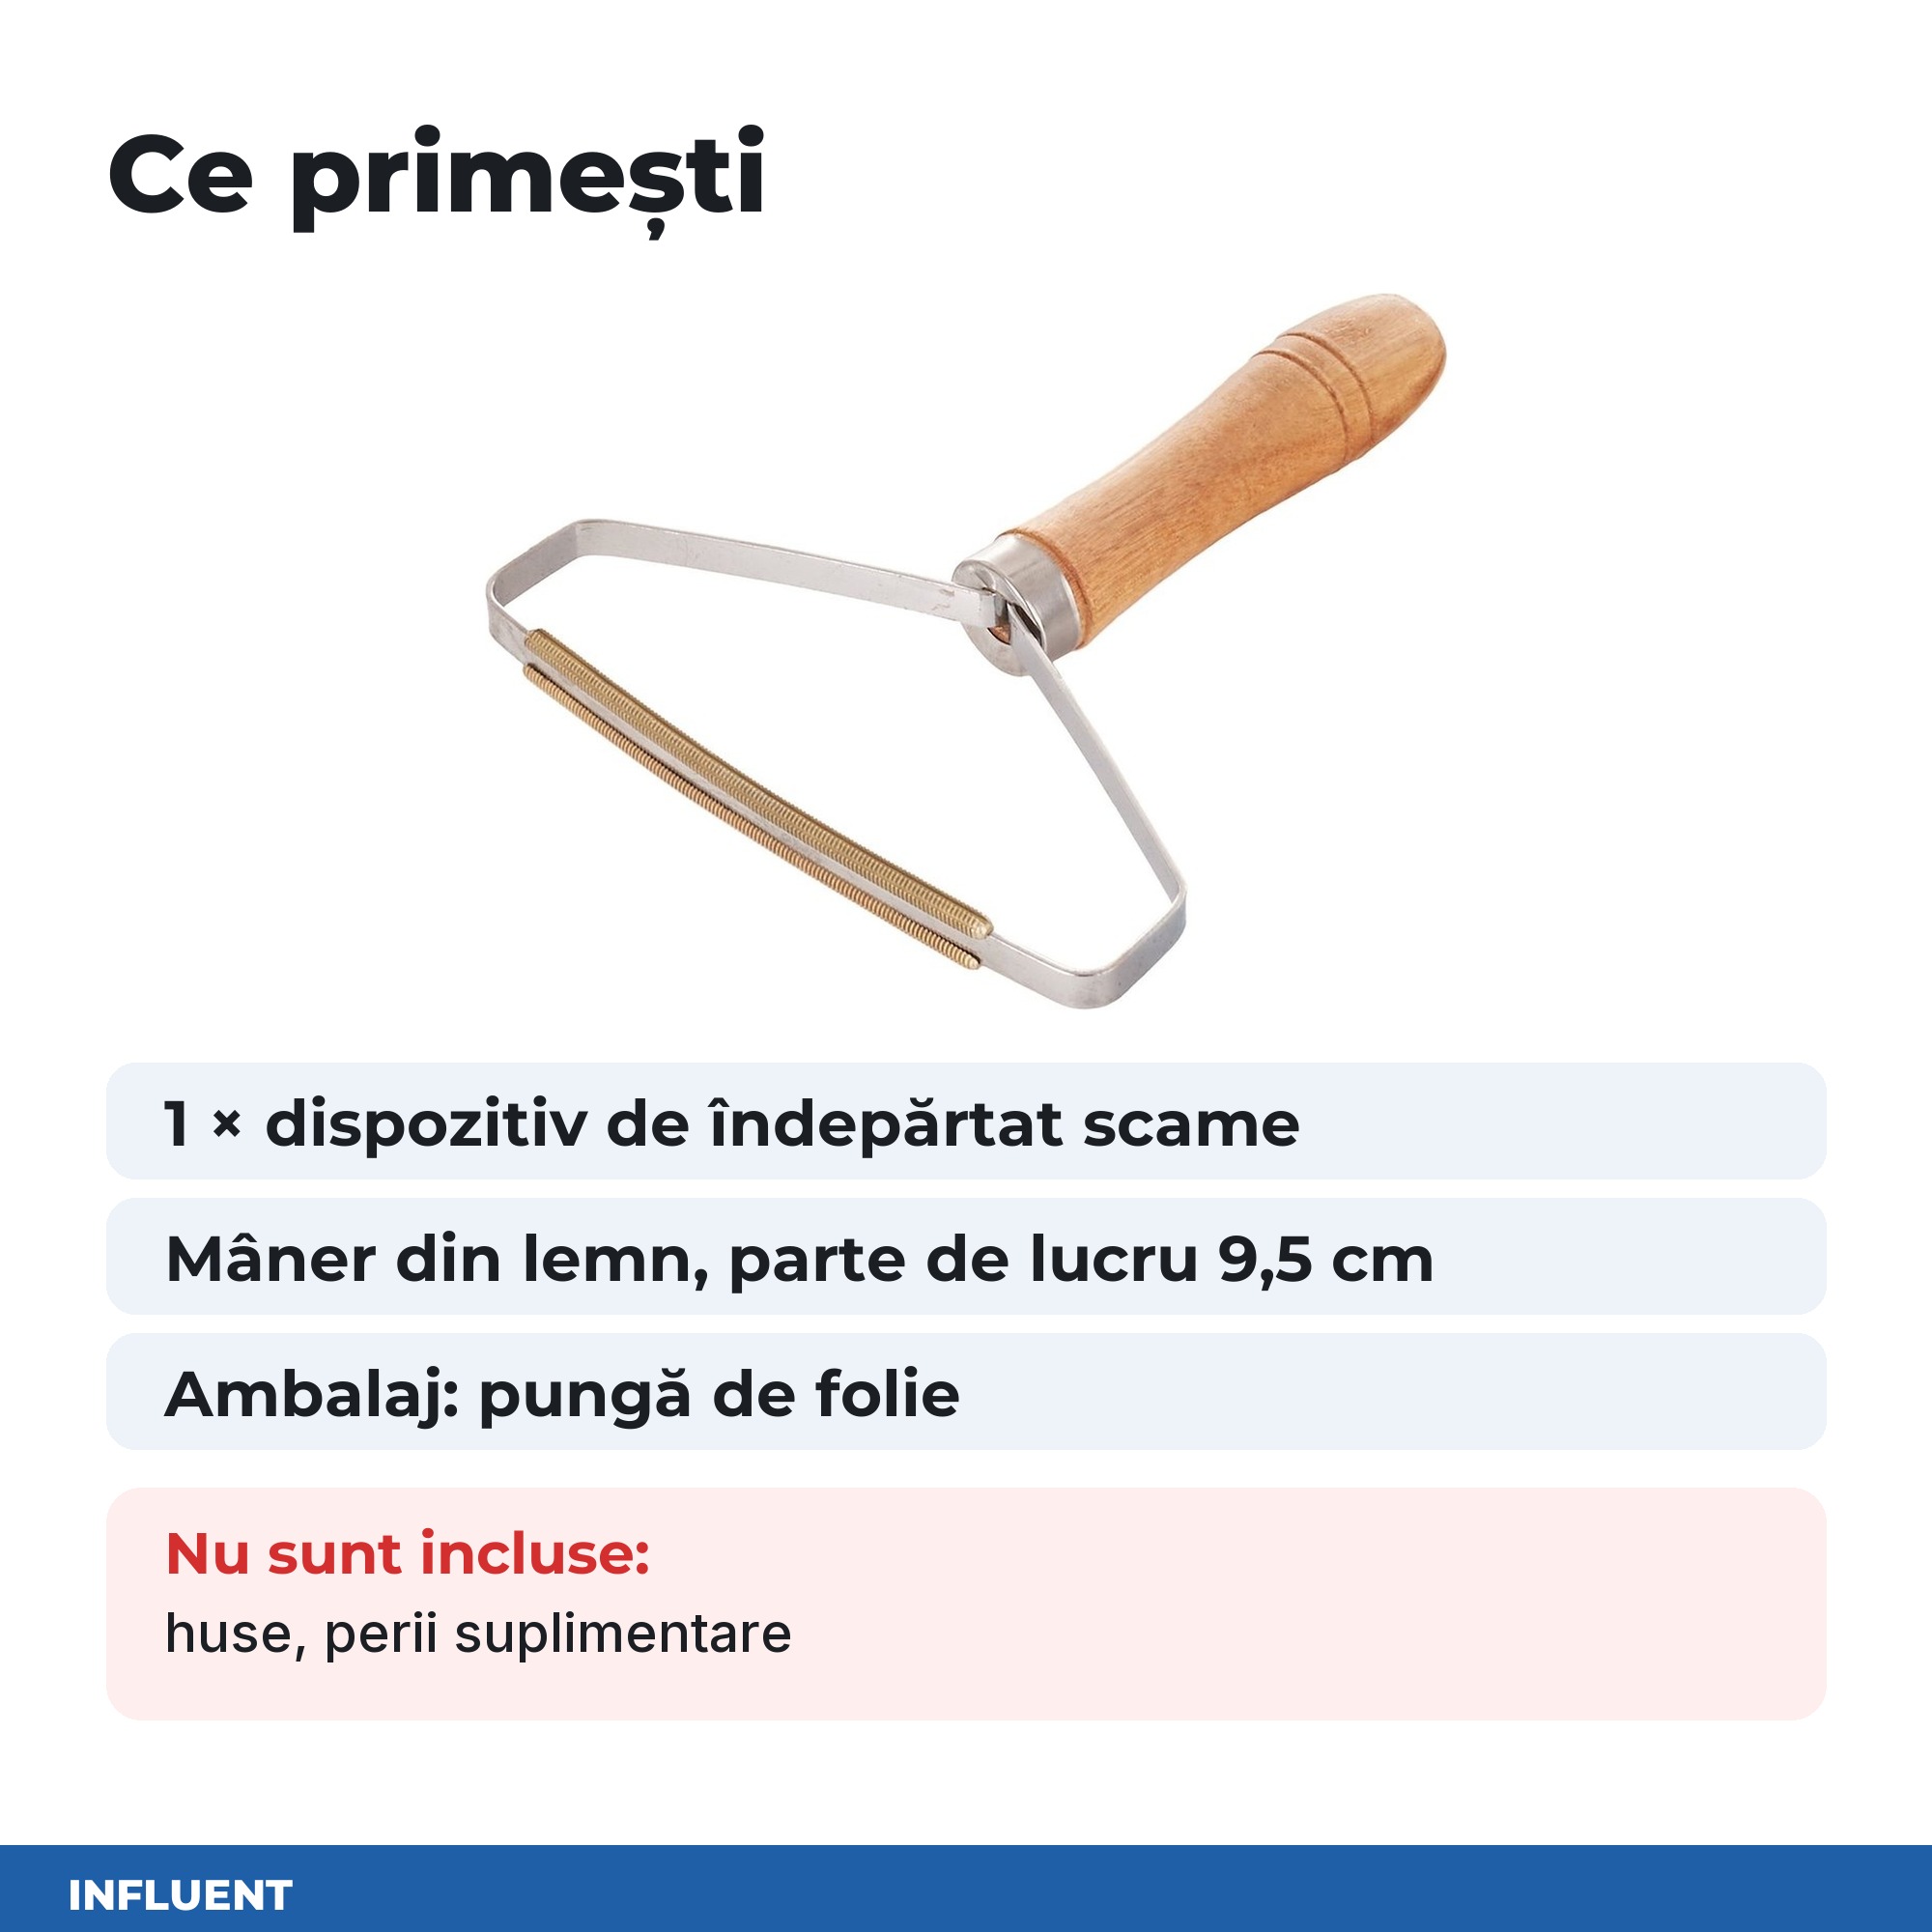 Ce primești
1 × dispozitiv de îndepărtat scame
Mâner din lemn, parte de lucru 9,5 cm
Ambalaj: pungă de folie
Nu sunt incluse:
huse, perii suplimentare
INFLUENT